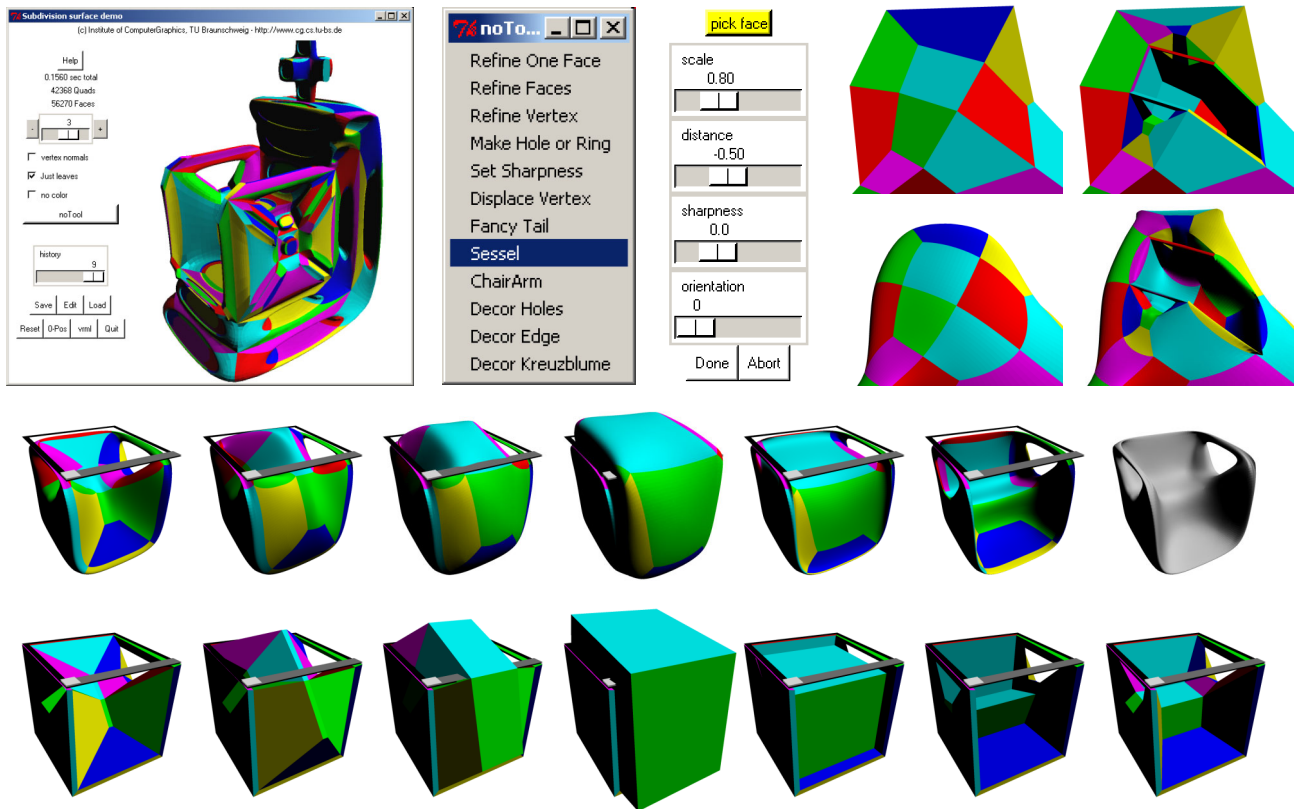 Subdivision surface demo
(c) Institute of ComputerGraphics, TU Braunschweig - http://www.cg.cs.tu-bs.de
Help
0.1560 sec total
42368 Quads
56270 Faces
3
- +
vertex normals
Just leaves
no color
noTool
history
9
Save Edit Load
Reset 0-Pos vrml Quit
noTo...
Refine One Face
Refine Faces
Refine Vertex
Make Hole or Ring
Set Sharpness
Displace Vertex
Fancy Tail
Sessel
ChairArm
Decor Holes
Decor Edge
Decor Kreuzblume
pick face
scale
0.80
distance
-0.50
sharpness
0.0
orientation
0
Done Abort